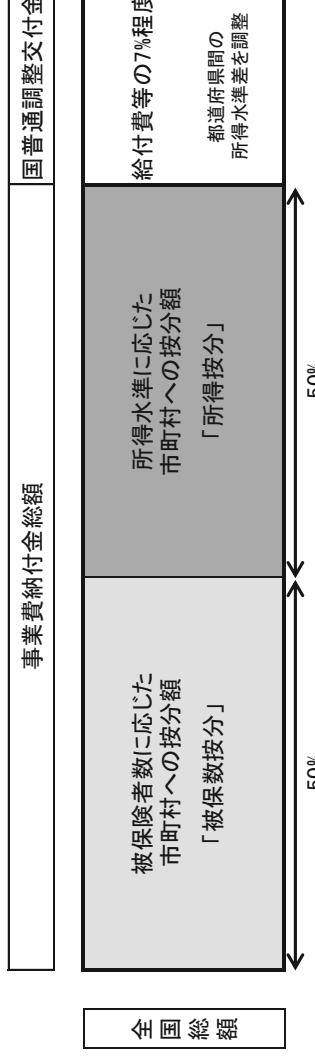 事業費納付金総額
国普通調整交付金
全国総額
被保険者数に応じた
市町村への按分額
「被保数按分」
所得水準に応じた
市町村への按分額
「所得按分」
給付費等の7%程度
都道府県間の
所得水準差を調整
50%
50%